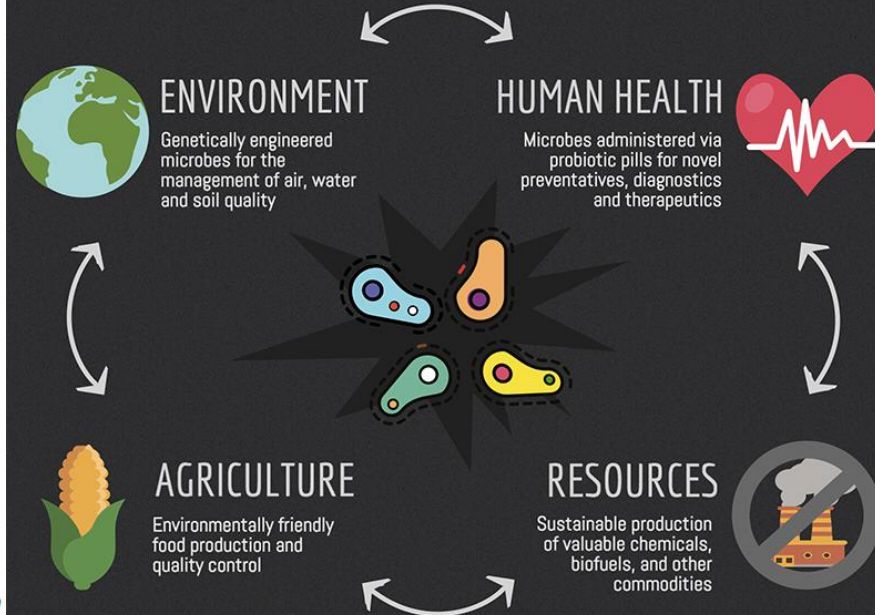 ENVIRONMENT
Genetically engineered
microbes for the
management of air, water
and soil quality
HUMAN HEALTH
Microbes administered via
probiotic pills for novel
preventatives, diagnostics
and therapeutics
AGRICULTURE
Environmentally friendly
food production and
quality control
RESOURCES
Sustainable production
of valuable chemicals,
biofuels, and other
commodities